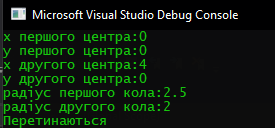 Microsoft Visual Studio Debug Console
x першого центра:0
y першого центра:0
x другого центра:4
y другого центра:0
радіус першого кола:2.5
радіус другого кола:2
Перетинаються